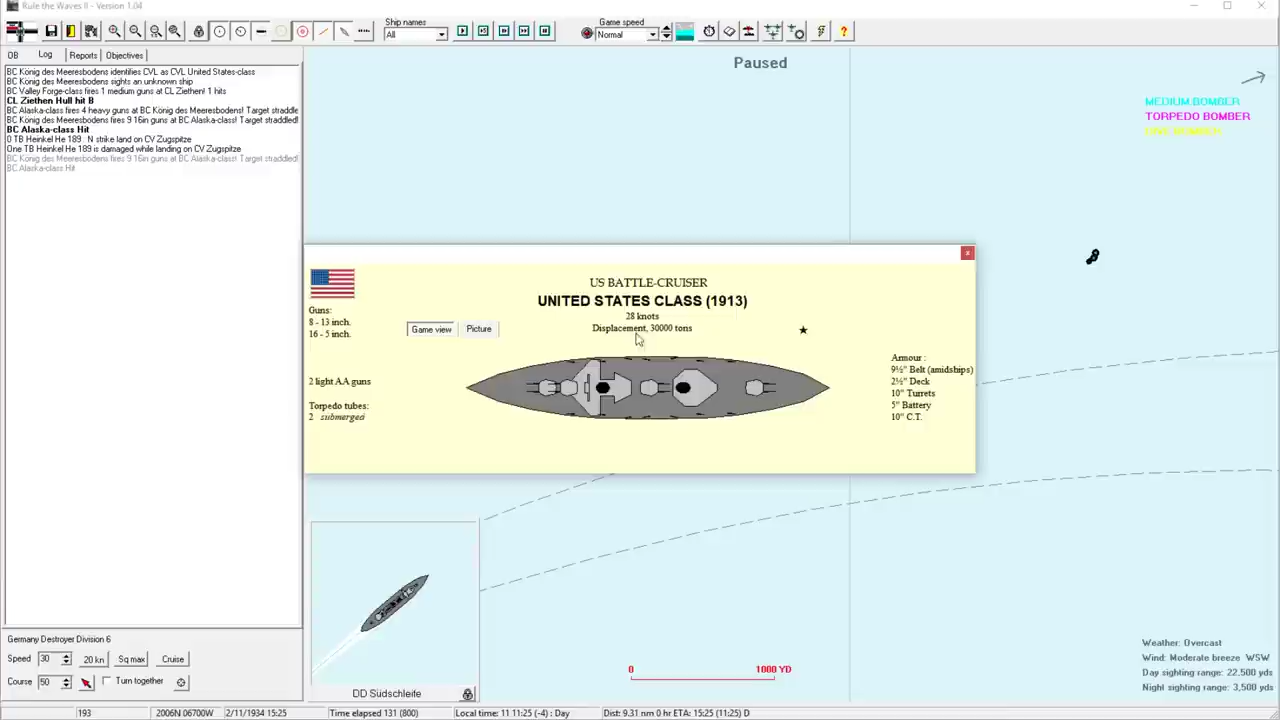 Rule the Waves II - Version 1.04
Ship names
All
Game speed
Normal
OB Log Reports Objectives
BC König des Meeresbodens identifies CVL as CVL United States-class
BC König des Meeresbodens sights an unknown ship
BC Valley Forge-class fires 1 medium guns at CL Ziethen! 1 hits
CL Ziethen Hull hit B
BC Alaska-class fires 4 heavy guns at BC König des Meeresbodens! Target straddle
BC König des Meeresbodens fires 9 16in guns at BC Alaska-class! Target straddled!
BC Alaska-class Hit
0 TB Heinkel He 189 . N strike land on CV Zugspitze
One TB Heinkel He 189 is damaged while landing on CV Zugspitze
BC König des Meeresbodens fires 9 16in guns at BC Alaska-class! Target straddled!
BC Alaska-class Hit
Paused
MEDIUM BOMBER
TORPEDO BOMBER
DIVE BOMBER
US BATTLE-CRUISER
UNITED STATES CLASS (1913)
28 knots
Displacement, 30000 tons
Guns:
8 - 13 inch.
16 - 5 inch.
Game view Picture
2 light AA guns
Torpedo tubes:
2 submerged
Armour :
9½" Belt (amidships)
2½" Deck
10" Turrets
5" Battery
10" C.T.
DD Südschleife
0 1000 YD
Weather: Overcast
Wind: Moderate breeze WSW
Day sighting range: 22,500 yds
Night sighting range: 3,500 yds
Germany Destroyer Division 6
Speed 30 20 kn Sq max Cruise
Course 50 Turn together
193 2006N 06700W 2/11/1934 15:25 Time elapsed 131 (800) Local time: 11 11:25 (-4) : Day Dist: 9.31 nm 0 hr ETA: 15:25 (11:25) D